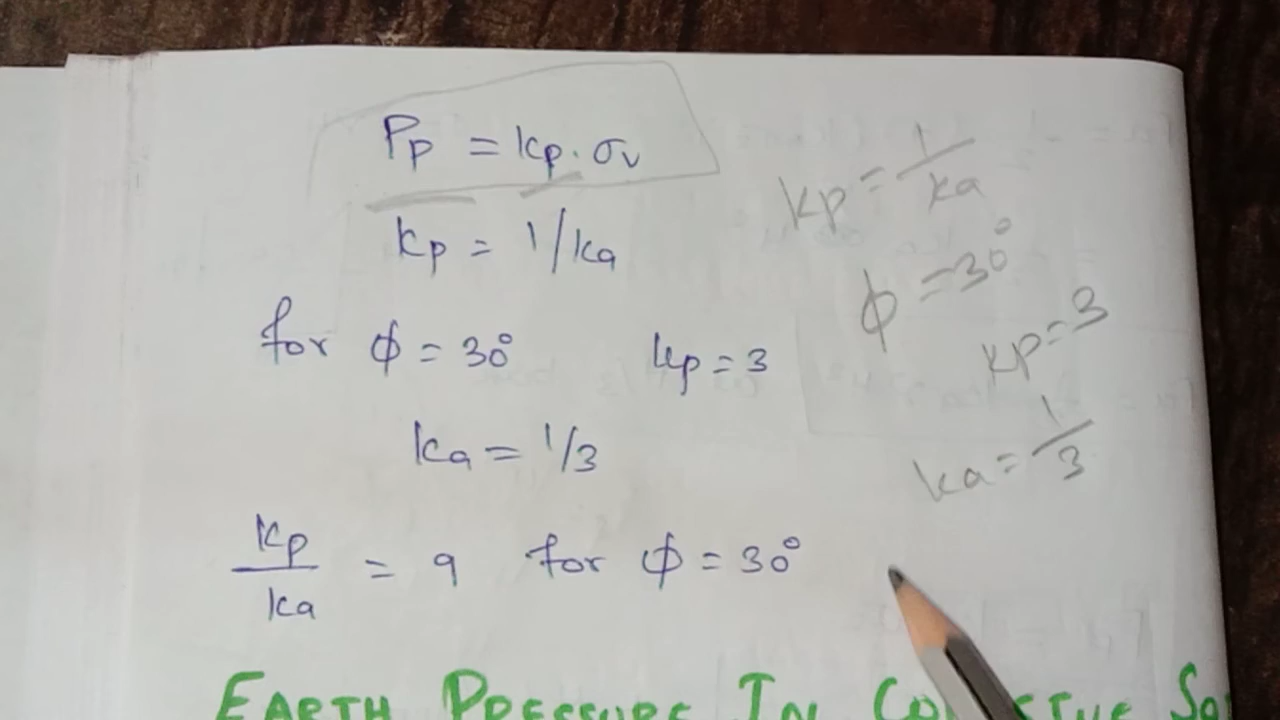 Pp = kp. σv
kp = 1/ka
for ϕ = 30° kp = 3
ka = 1/3
kp/ka = 9 for ϕ = 30°
EARTH PRESSURE IN
kp = 1/ka
ϕ = 30°
kp = 3
ka = 1/3